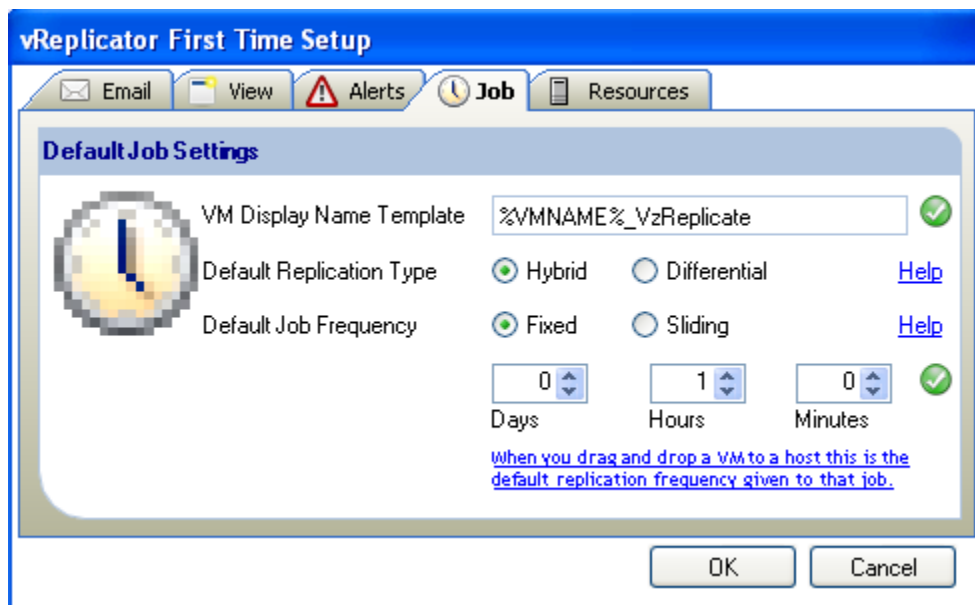 vReplicator First Time Setup
Email View Alerts Job Resources
Default Job Settings
VM Display Name Template %VMNAME%_VzReplicate
Default Replication Type Hybrid Differential Help
Default Job Frequency Fixed Sliding Help
0 1 0
Days Hours Minutes
When you drag and drop a VM to a host this is the
default replication frequency given to that job.
OK Cancel